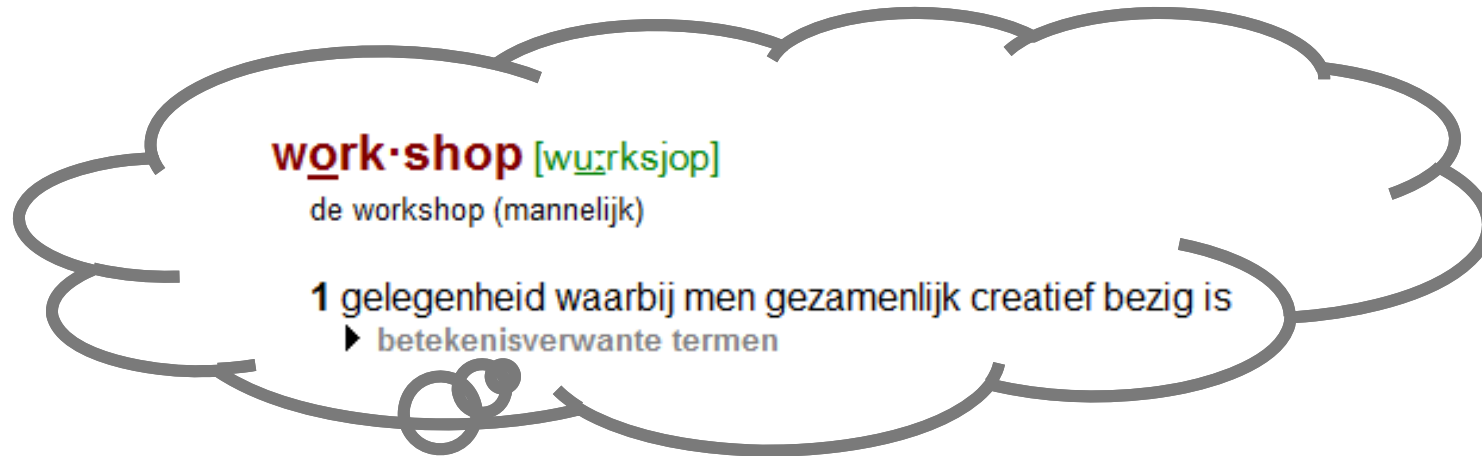 work·shop [wu:rksjop]
de workshop (mannelijk)
1 gelegenheid waarbij men gezamenlijk creatief bezig is
betekenisverwante termen